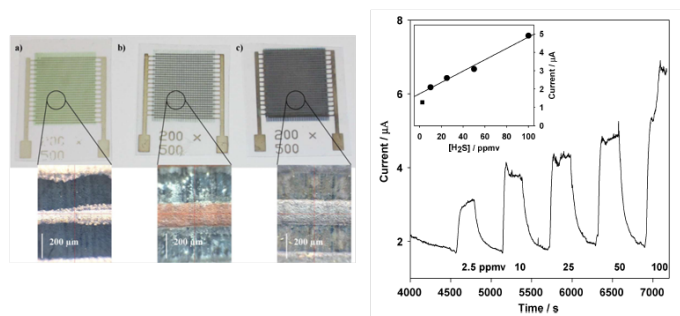 a)
b)
c)
200 ×
500
200 ×
500
200 ×
500
200 µm
200 µm
200 µm
8
6
4
2
Current / µA
5
4
3
2
1
0
Current / µA
0 20 40 60 80 100
[H2S] / ppmv
2.5 ppmv 10 25 50 100
4000 5000 5500 6000 6500 7000
Time / s